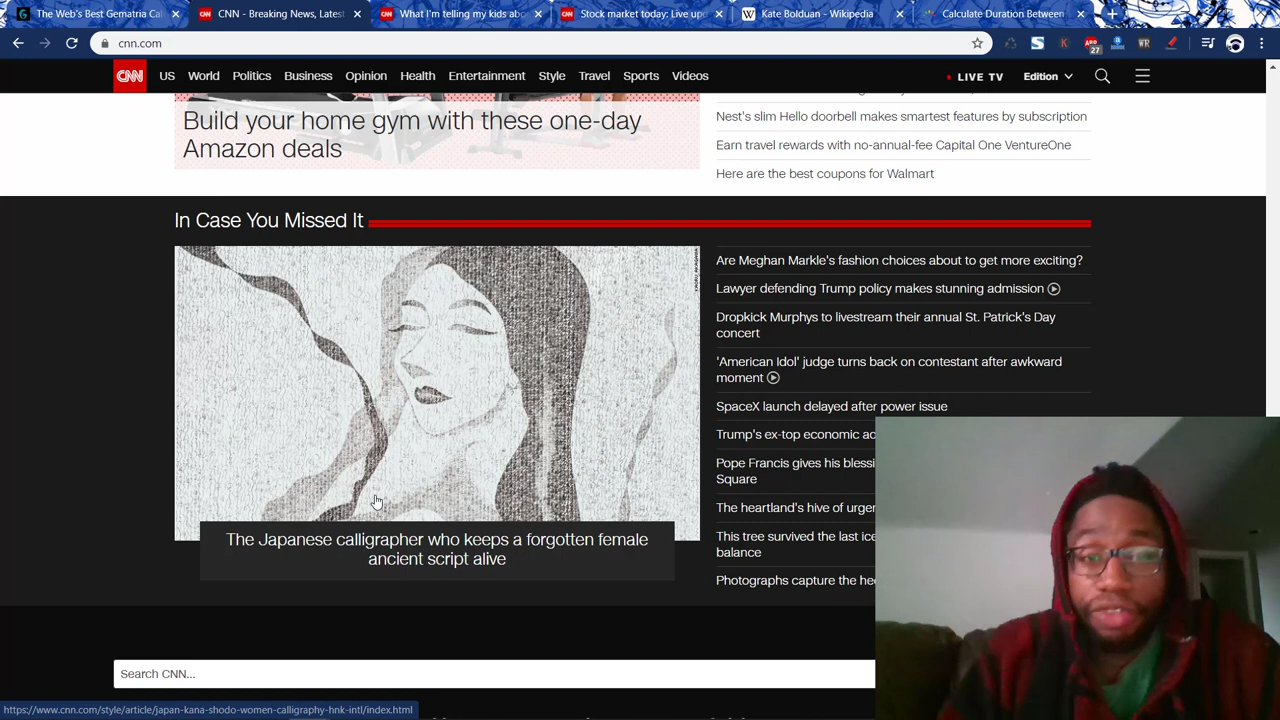 The Web's Best Gematria Cal
CNN - Breaking News, Latest
What I'm telling my kids abo
Stock market today: Live up
Kate Bolduan - Wikipedia
Calculate Duration Between
cnn.com
27
WR
CNN
US World Politics Business Opinion Health Entertainment Style Travel Sports Videos
LIVE TV
Edition
Build your home gym with these one-day
Amazon deals
Nest's slim Hello doorbell makes smartest features by subscription
Earn travel rewards with no-annual-fee Capital One VentureOne
Here are the best coupons for Walmart
In Case You Missed It
The Japanese calligrapher who keeps a forgotten female
ancient script alive
Are Meghan Markle's fashion choices about to get more exciting?
Lawyer defending Trump policy makes stunning admission
Dropkick Murphys to livestream their annual St. Patrick's Day
concert
'American Idol' judge turns back on contestant after awkward
moment
SpaceX launch delayed after power issue
Trump's ex-top economic ad
Pope Francis gives his blessi
Square
The heartland's hive of urger
This tree survived the last ice
balance
Photographs capture the he
Search CNN...
https://www.cnn.com/style/article/japan-kana-shodo-women-calligraphy-hnk-intl/index.html